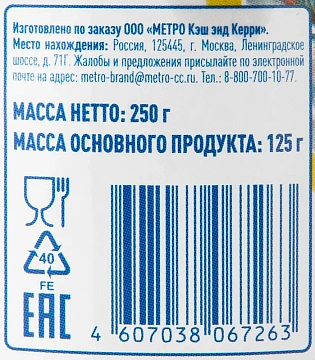 Изготовлено по заказу ООО «МЕТРО Кэш энд Керри».
Место нахождения: Россия, 125445, г. Москва, Ленинградское
шоссе, д. 71Г. Жалобы и предложения присылайте по электронной
почте на адрес: metro-brand@metro-cc.ru. Тел.: 8-800-700-10-77.
МАССА НЕТТО: 250 г
МАССА ОСНОВНОГО ПРОДУКТА: 125 г
40
FE
EAC
4 607038 067263